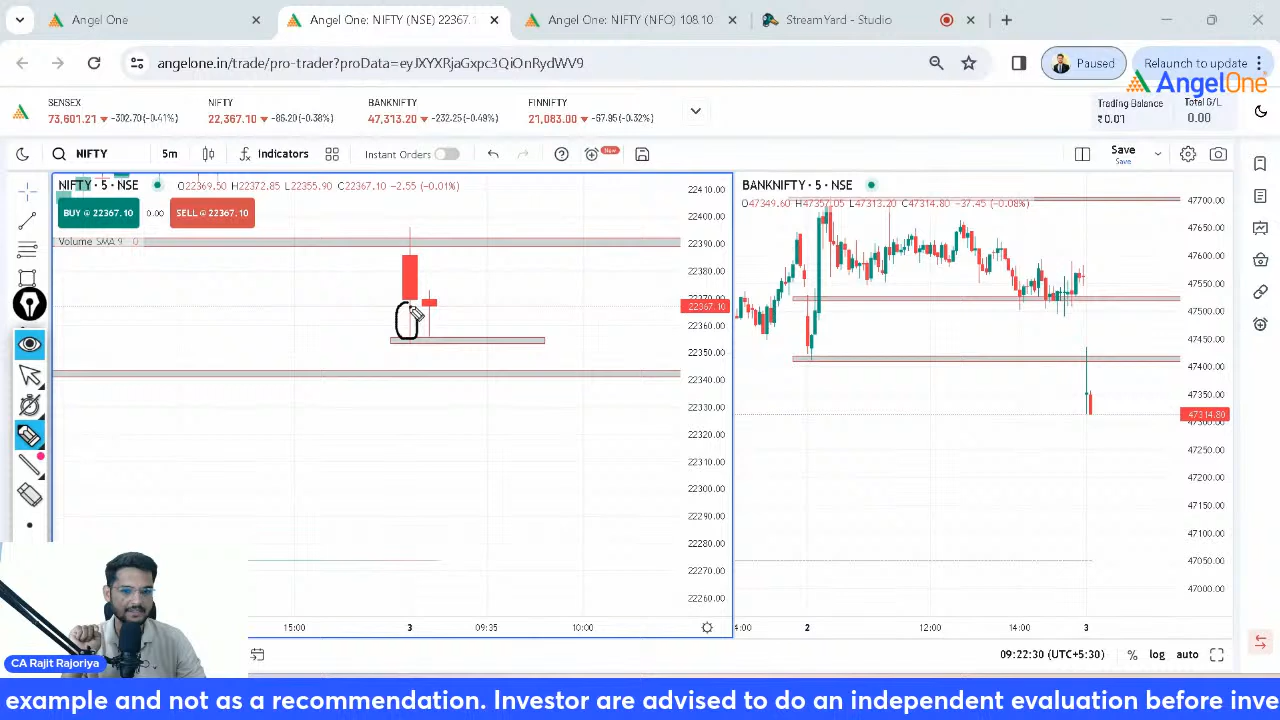 Angel One
Angel One: NIFTY (NSE) 22367.1
Angel One: NIFTY (NFO) 108.10
StreamYard - Studio
angelone.in/trade/pro-trader?proData=eyJXYXRjaGxpc3QiOnRydWV9
Paused
Relaunch to update
AngelOne
SENSEX
73,601.21 -302.70(-0.41%)
NIFTY
22,367.10 -86.20(-0.38%)
BANKNIFTY
47,313.20 -232.25(-0.49%)
FINNIFTY
21,083.00 -67.95(-0.32%)
Trading Balance
₹0.01
Total G/L
0.00
NIFTY
5m
Indicators
Instant Orders
New
Save
Save
NIFTY · 5 · NSE
O22369.50 H22372.85 L22355.90 C22367.10 -2.55 (-0.01%)
BUY @ 22367.10
0.00
SELL @ 22367.10
Volume SMA 9 0
22410.00
22400.00
22390.00
22380.00
22370.00
22367.10
22360.00
22350.00
22340.00
22330.00
22320.00
22310.00
22300.00
22290.00
22280.00
22270.00
22260.00
15:00
3
09:35
10:00
BANKNIFTY · 5 · NSE
O47349.60 H47357.05 L47313.20 C47314.80 -37.45 (-0.08%)
47700.00
47650.00
47600.00
47550.00
47500.00
47450.00
47400.00
47350.00
47314.80
47300.00
47250.00
47200.00
47150.00
47100.00
47050.00
47000.00
2
12:00
14:00
3
09:22:30 (UTC+5:30)
%
log
auto
CA Rajit Rajoriya
example and not as a recommendation. Investor are advised to do an independent evaluation before inve